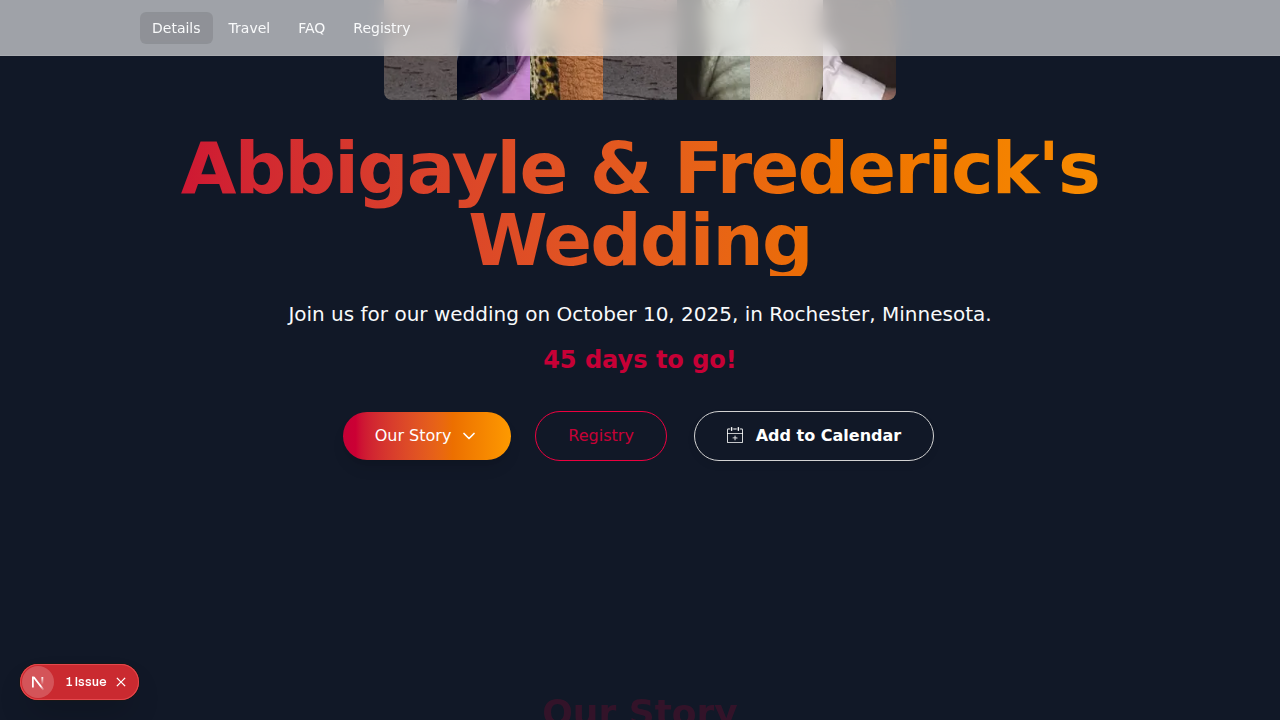 Details Travel FAQ Registry
Abbigayle & Frederick's
Wedding
Join us for our wedding on October 10, 2025, in Rochester, Minnesota.
45 days to go!
Our Story Registry Add to Calendar
1 Issue
Our Story